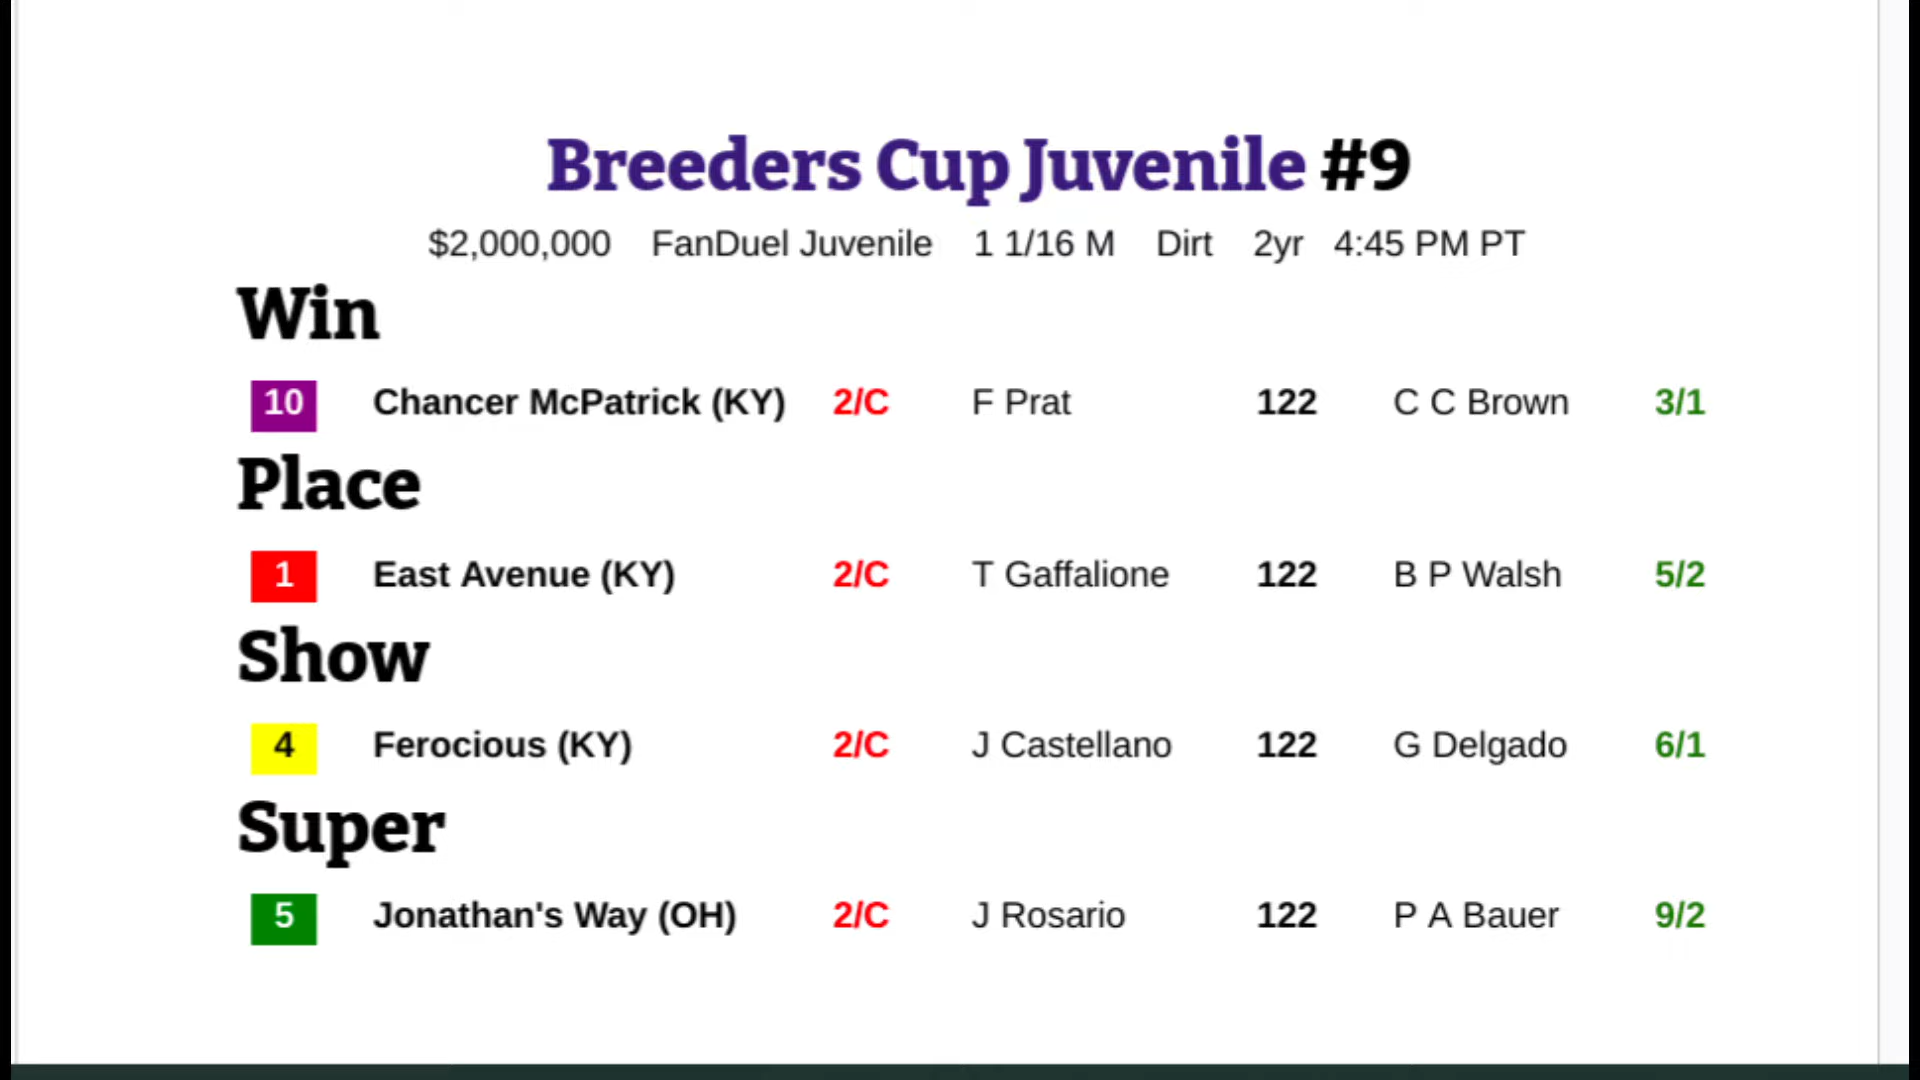 Breeders Cup Juvenile #9
$2,000,000 FanDuel Juvenile 1 1/16 M Dirt 2yr 4:45 PM PT
Win
10 Chancer McPatrick (KY) 2/C F Prat 122 C C Brown 3/1
Place
1 East Avenue (KY) 2/C T Gaffalione 122 B P Walsh 5/2
Show
4 Ferocious (KY) 2/C J Castellano 122 G Delgado 6/1
Super
5 Jonathan's Way (OH) 2/C J Rosario 122 P A Bauer 9/2